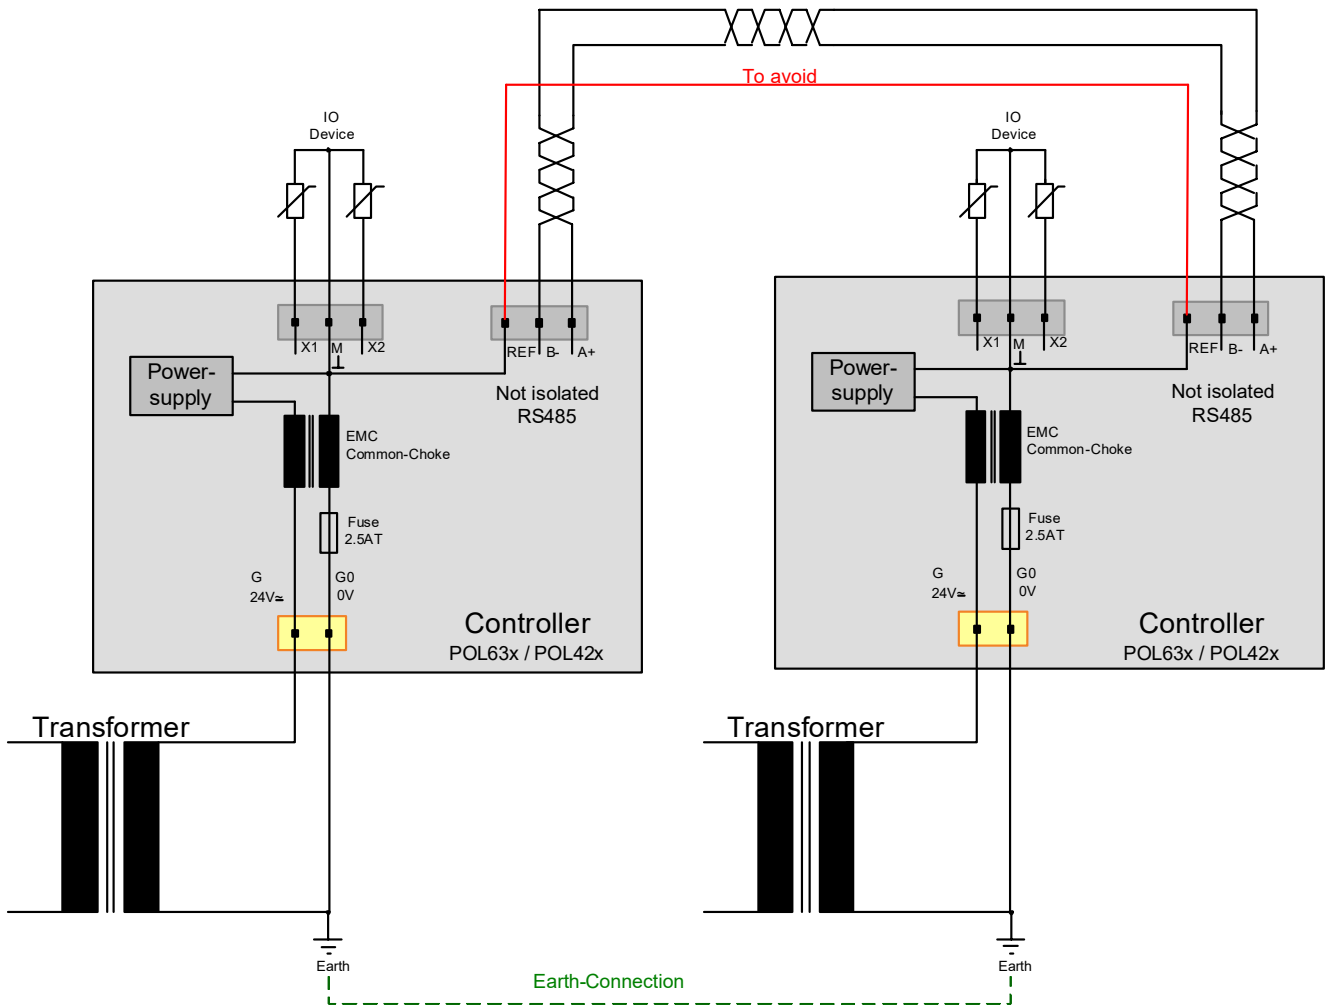 To avoid
IO
Device
IO
Device
X1
M
X2
REF
B-
A+
X1
M
X2
REF
B-
A+
Power-
supply
Not isolated
RS485
Power-
supply
Not isolated
RS485
EMC
Common-Choke
EMC
Common-Choke
Fuse
2.5AT
Fuse
2.5AT
G
24V≃
G0
0V
G
24V≃
G0
0V
Controller
POL63x / POL42x
Controller
POL63x / POL42x
Transformer
Transformer
Earth
Earth
Earth-Connection